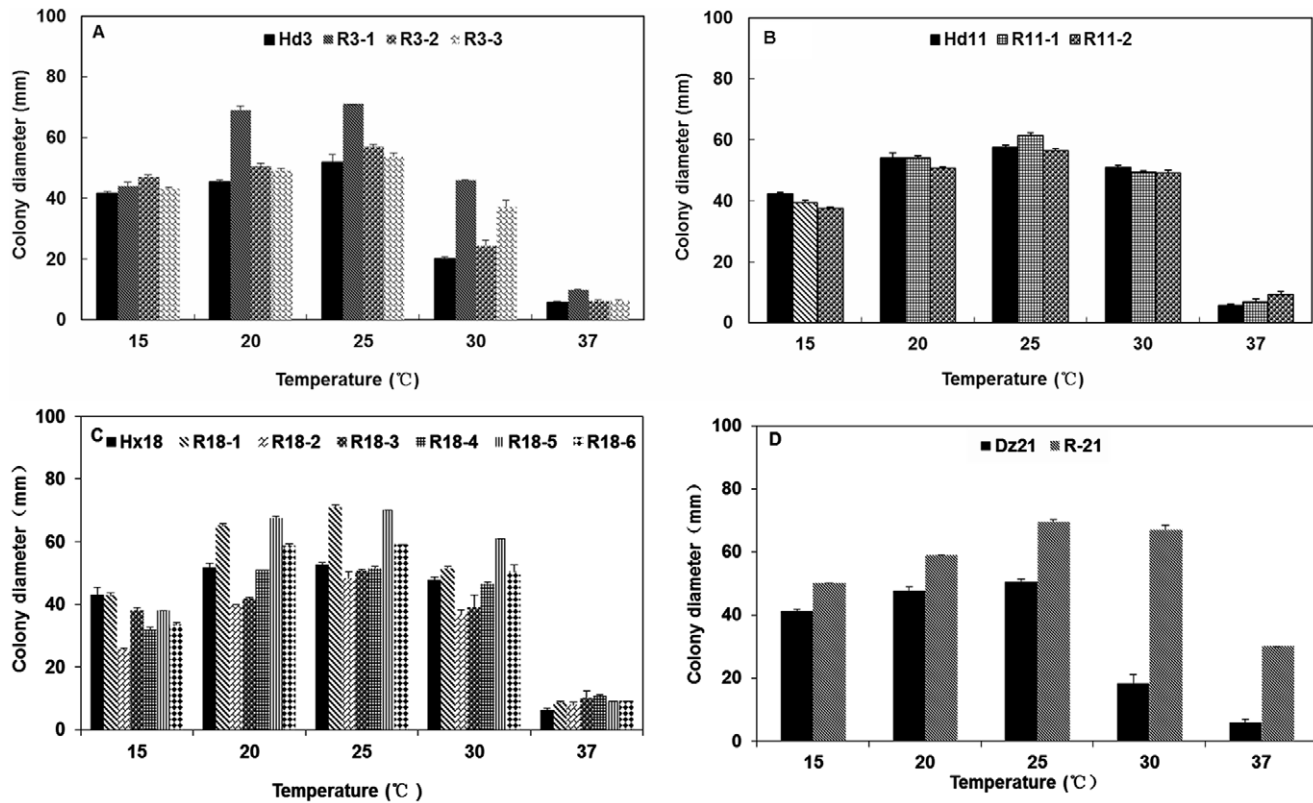 A
Hd3 R3-1 R3-2 R3-3
100
80
60
40
20
0
Colony diameter (mm)
15 20 25 30 37
Temperature (℃)
B
Hd11 R11-1 R11-2
100
80
60
40
20
0
Colony diameter (mm)
15 20 25 30 37
Temperature (℃)
C
Hx18 R18-1 R18-2 R18-3 R18-4 R18-5 R18-6
100
80
60
40
20
0
Colony diameter（mm）
15 20 25 30 37
Temperature (℃ )
D
Dz21 R-21
100
80
60
40
20
0
Colony diameter（mm）
15 20 25 30 37
Temperature (℃）